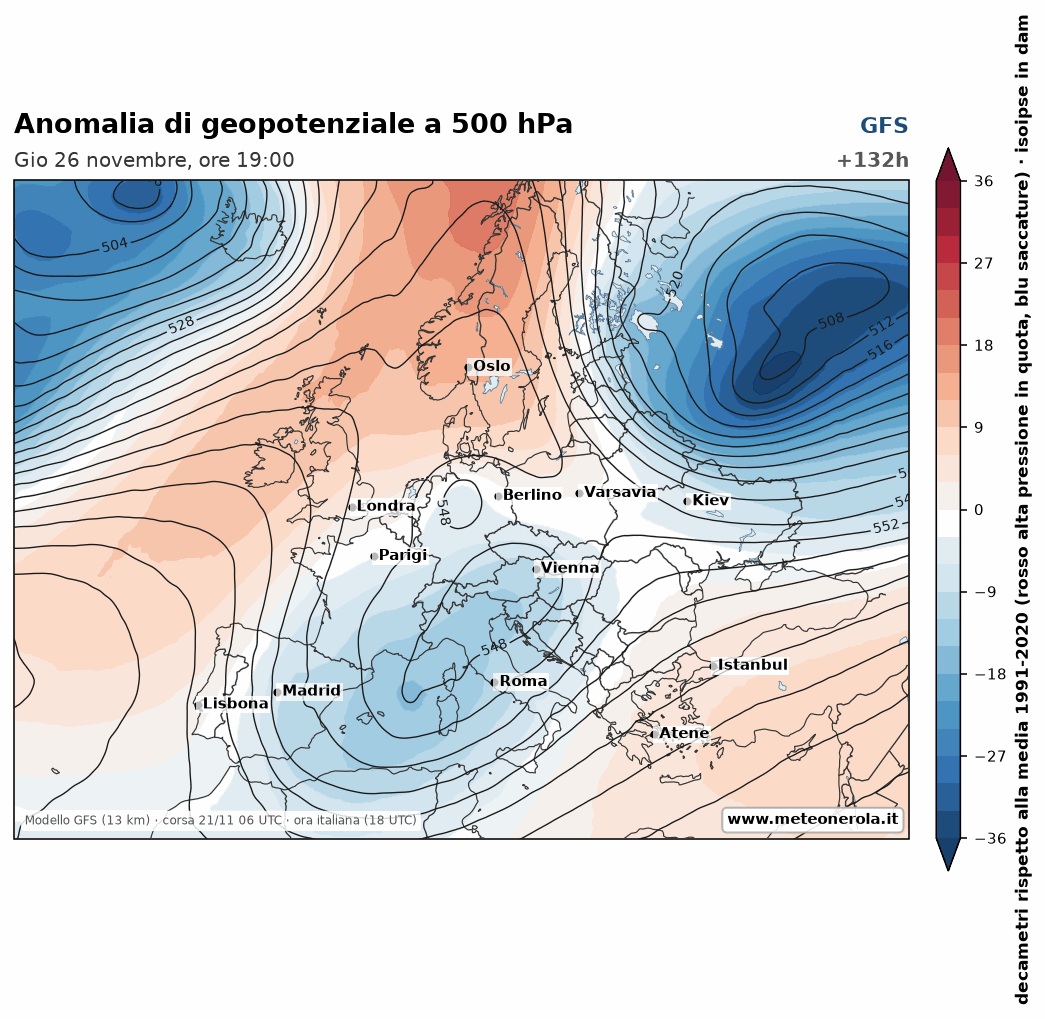 Anomalia di geopotenziale a 500 hPa
GFS
Gio 26 novembre, ore 19:00
+132h
504
528
520
508
512
516
552
548
548
Oslo
Londra
Berlino
Varsavia
Kiev
Parigi
Vienna
Istanbul
Roma
Madrid
Lisbona
Atene
Modello GFS (13 km) · corsa 21/11 06 UTC · ora italiana (18 UTC)
www.meteonerola.it
36
27
18
9
0
−9
−18
−27
−36
decametri rispetto alla media 1991-2020 (rosso alta pressione in quota, blu saccature) · isoipse in dam